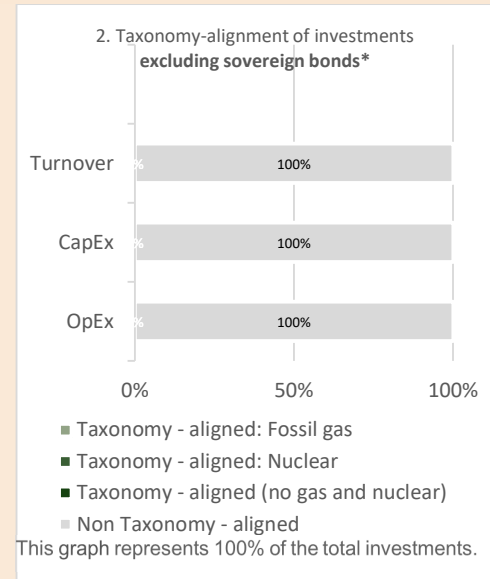 2. Taxonomy-alignment of investments
excluding sovereign bonds*
Turnover
%
100%
CapEx
%
100%
OpEx
%
100%
0%
50%
100%
Taxonomy - aligned: Fossil gas
Taxonomy - aligned: Nuclear
Taxonomy - aligned (no gas and nuclear)
Non Taxonomy - aligned
This graph represents 100% of the total investments.